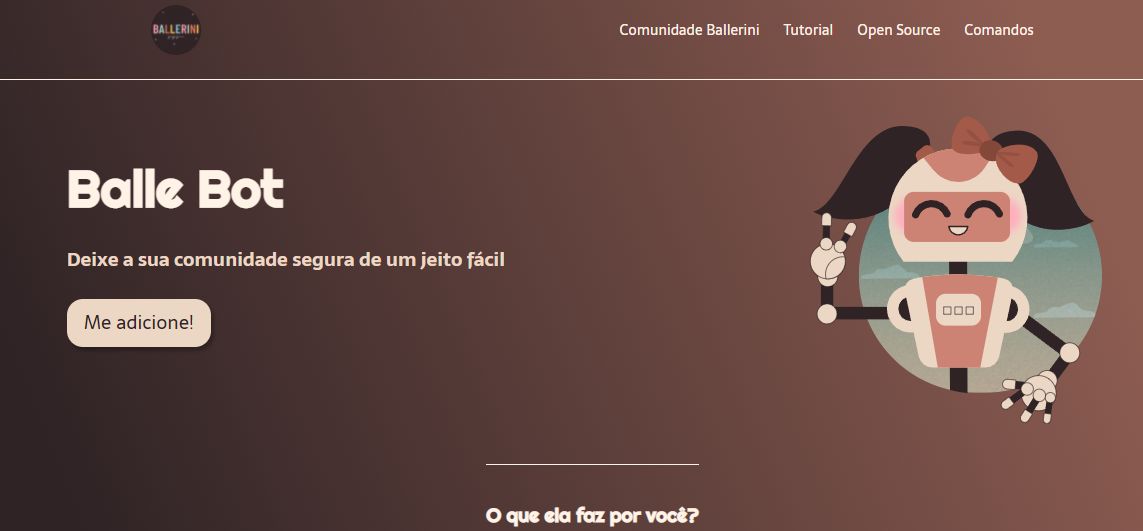 BALLERINI
Comunidade Ballerini Tutorial Open Source Comandos
Balle Bot
Deixe a sua comunidade segura de um jeito fácil
Me adicione!
O que ela faz por você?